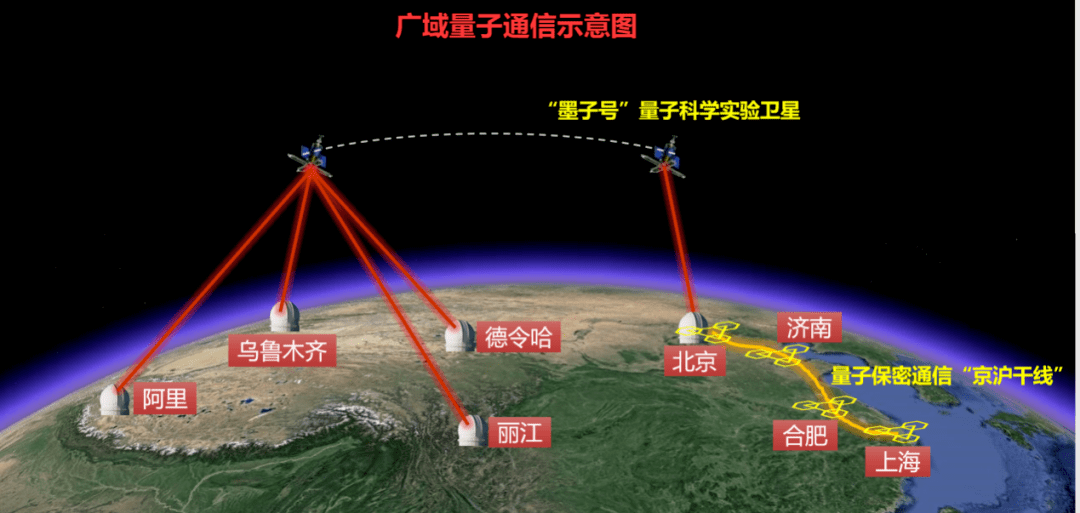 广域量子通信示意图
“墨子号”量子科学实验卫星
乌鲁木齐
德令哈
阿里
丽江
北京
济南
量子保密通信“京沪干线”
合肥
上海